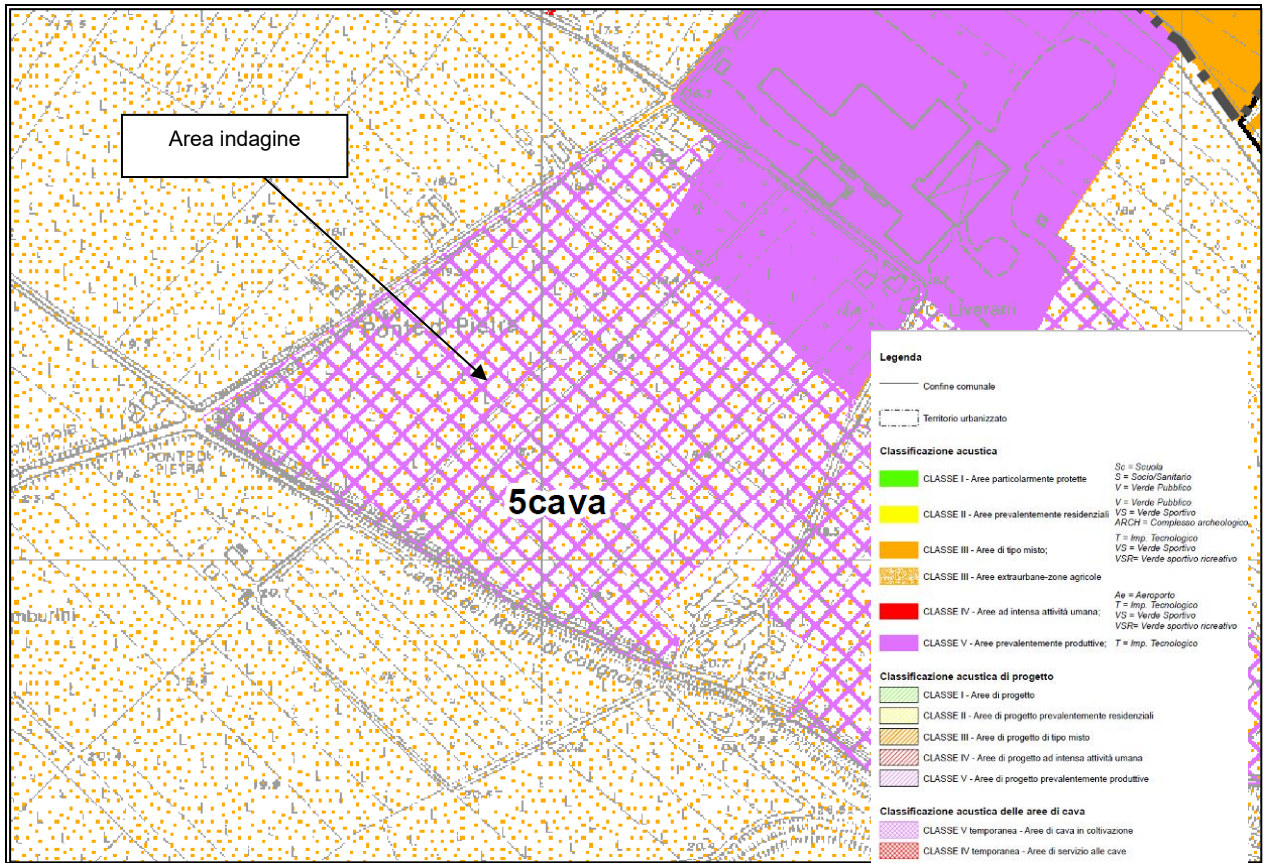 Area indagine
Ponte di Pietra
C. Liverani
PONTE DI
PIETRA
5cava
Legenda
Confine comunale
Territorio urbanizzato
Classificazione acustica
CLASSE I - Aree particolarmente protette
Sc = Scuola
S = Socio/Sanitario
V = Verde Pubblico
CLASSE II - Aree prevalentemente residenziali
V = Verde Pubblico
VS = Verde Sportivo
ARCH = Complesso archeologico
CLASSE III - Aree di tipo misto;
T = Imp. Tecnologico
VS = Verde Sportivo
VSR= Verde sportivo ricreativo
CLASSE III - Aree extraurbane-zone agricole
CLASSE IV - Aree ad intensa attività umana;
Ae = Aeroporto
T = Imp. Tecnologico
VS = Verde Sportivo
VSR= Verde sportivo ricreativo
CLASSE V - Aree prevalentemente produttive;
T = Imp. Tecnologico
Classificazione acustica di progetto
CLASSE I - Aree di progetto
CLASSE II - Aree di progetto prevalentemente residenziali
CLASSE III - Aree di progetto di tipo misto
CLASSE IV - Aree di progetto ad intensa attività umana
CLASSE V - Aree di progetto prevalentemente produttive
Classificazione acustica delle aree di cava
CLASSE V temporanea - Aree di cava in coltivazione
CLASSE IV temporanea - Aree di servizio alle cave